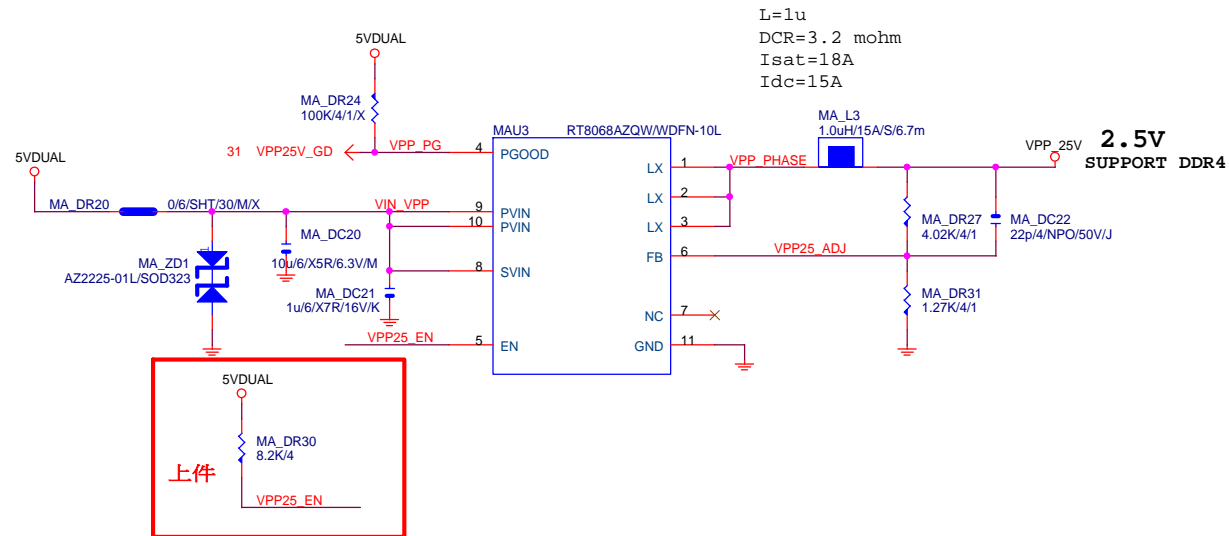 L=1u
DCR=3.2 mohm
Isat=18A
Idc=15A
5VDUAL
MA_DR24
100K/4/1/X
31 VPP25V_GD
VPP_PG
MAU3
RT8068AZQW/WDFN-10L
4
PGOOD
LX
1
VPP_PHASE
MA_L3
1.0uH/15A/S/6.7m
VPP_25V
2.5V
SUPPORT DDR4
5VDUAL
MA_DR20
0/6/SHT/30/M/X
VIN_VPP
9
PVIN
10
PVIN
LX
2
LX
3
MA_DR27
4.02K/4/1
MA_DC22
22p/4/NPO/50V/J
1
MA_ZD1
AZ2225-01L/SOD323
MA_DC20
10u/6/X5R/6.3V/M
8
SVIN
FB
6
VPP25_ADJ
MA_DC21
1u/6/X7R/16V/K
MA_DR31
1.27K/4/1
NC
7
VPP25_EN
5
EN
GND
11
5VDUAL
MA_DR30
8.2K/4
上件
VPP25_EN